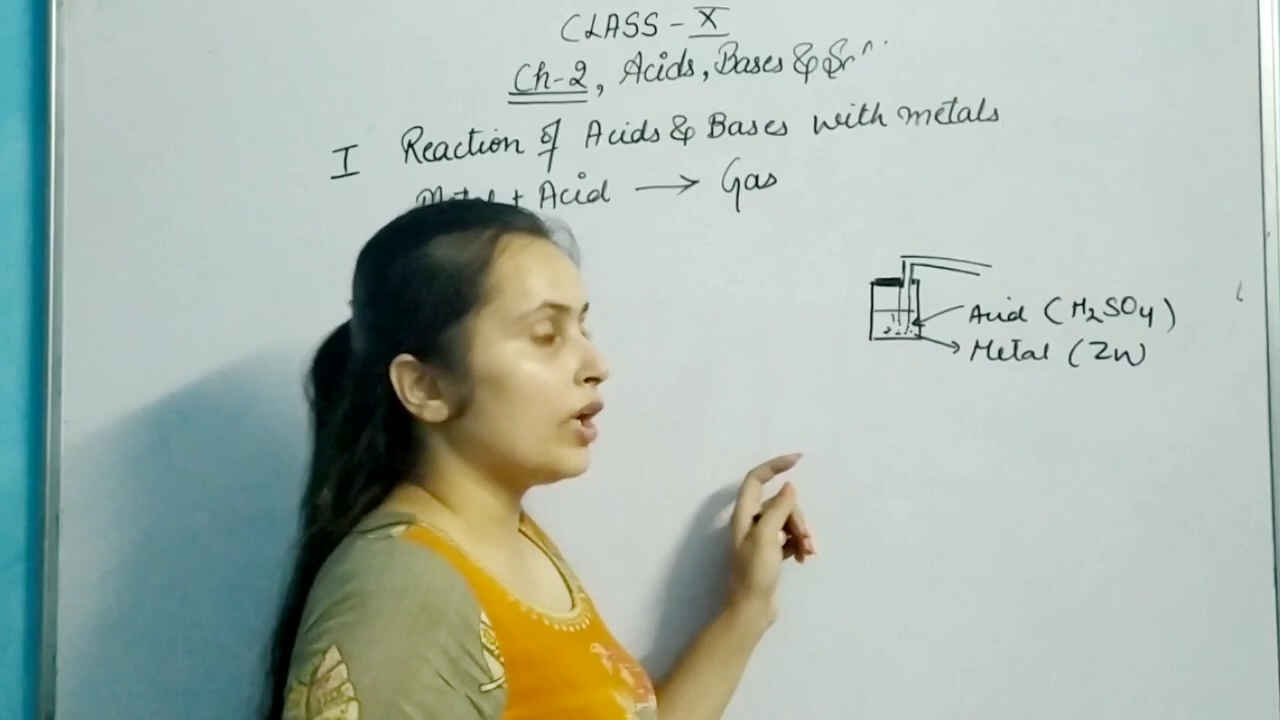 CLASS - X
Ch-2, Acids, Bases &
I Reaction of Acids & Bases with metals
+ Acid → Gas
Acid (H₂SO₄)
Metal (Zn